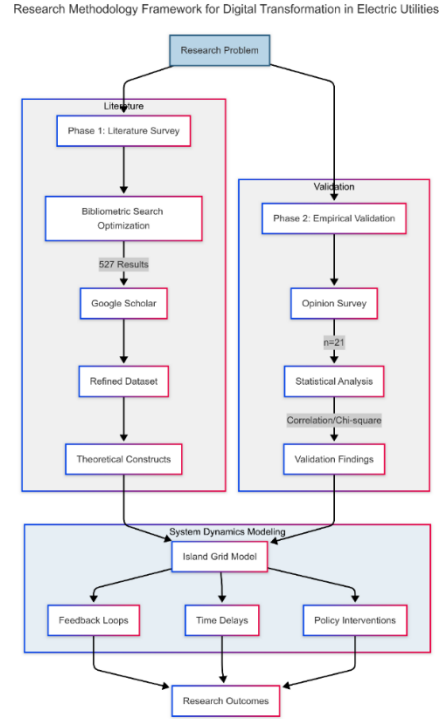 Research Methodology Framework for Digital Transformation in Electric Utilities
Research Problem
Literature
Phase 1: Literature Survey
Bibliometric Search
Optimization
527 Results
Google Scholar
Refined Dataset
Theoretical Constructs
Validation
Phase 2: Empirical Validation
Opinion Survey
n=21
Statistical Analysis
Correlation/Chi-square
Validation Findings
System Dynamics Modeling
Island Grid Model
Feedback Loops
Time Delays
Policy Interventions
Research Outcomes